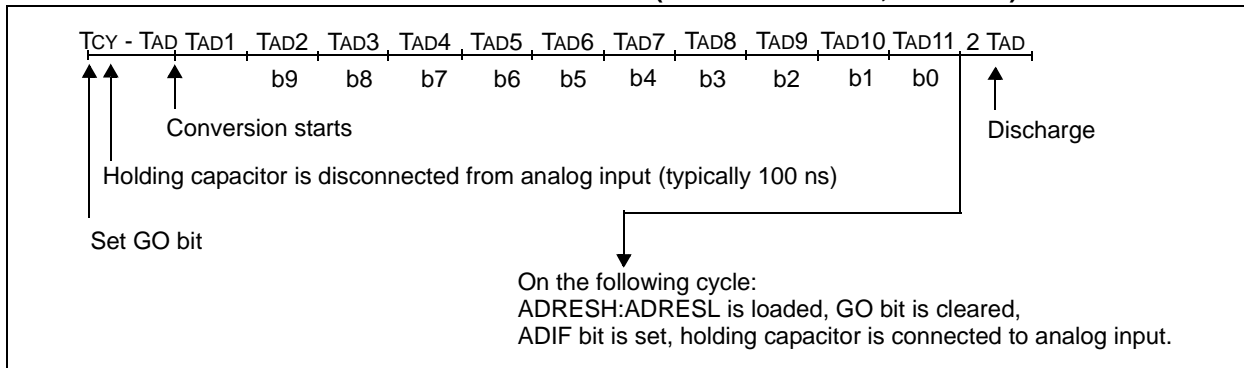 TCY - TAD TAD1 TAD2 TAD3 TAD4 TAD5 TAD6 TAD7 TAD8 TAD9 TAD10 TAD11 2 TAD
b9 b8 b7 b6 b5 b4 b3 b2 b1 b0
Conversion starts
Discharge
Holding capacitor is disconnected from analog input (typically 100 ns)
Set GO bit
On the following cycle:
ADRESH:ADRESL is loaded, GO bit is cleared,
ADIF bit is set, holding capacitor is connected to analog input.